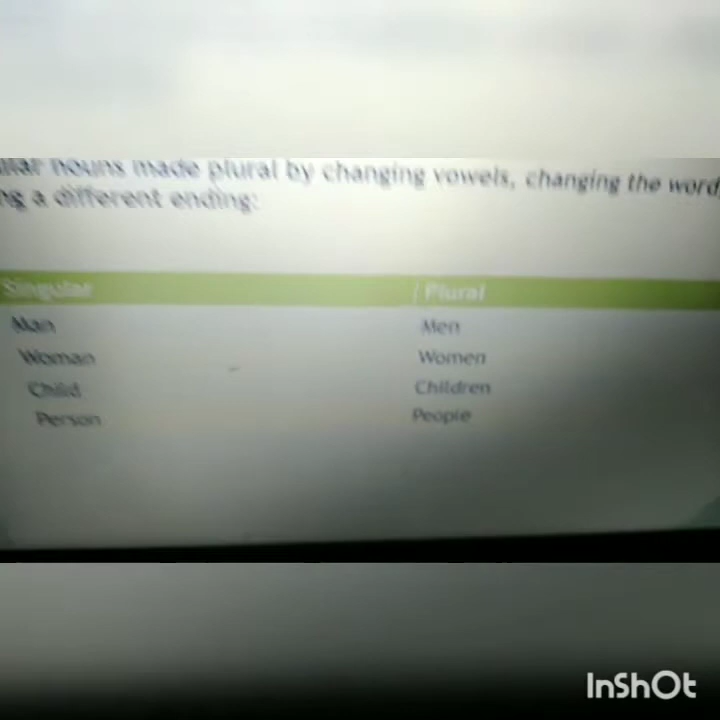 nouns made plural by changing vowels, changing the word,
a different ending:
Singular Plural
Man Men
Woman Women
Child Children
Person People
InShOt